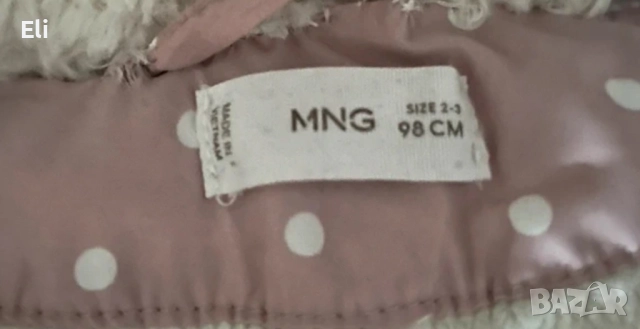 Eli
MADE IN
VIETNAM
MNG
SIZE 2-3
98 CM
BAZAR